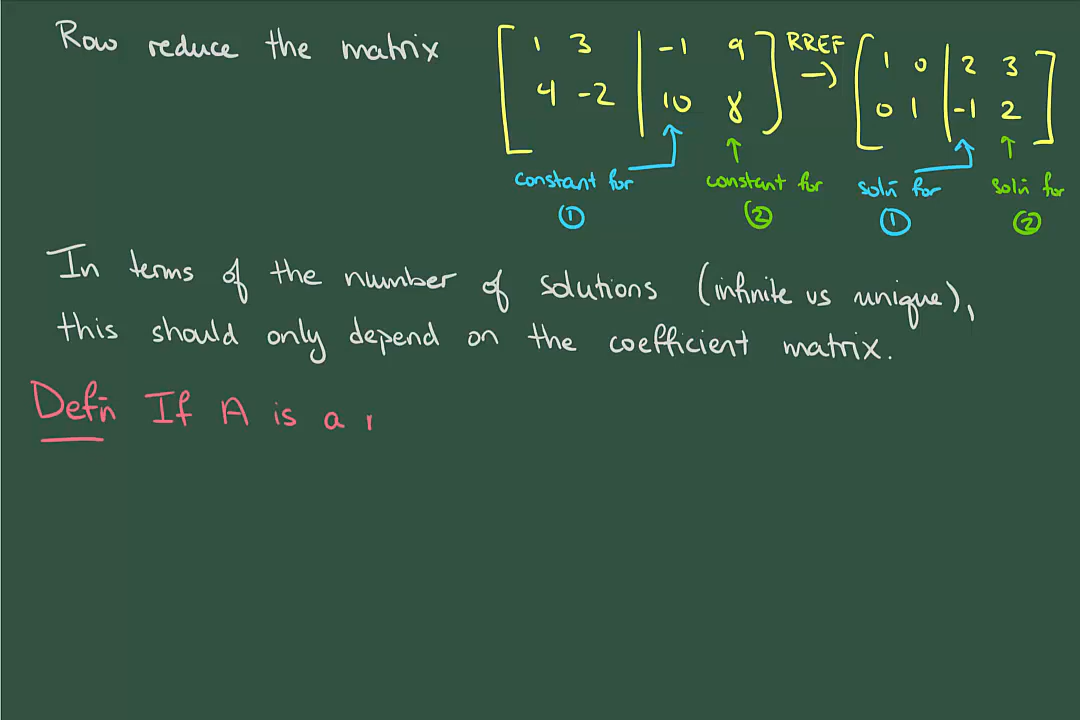 Row reduce the matrix
1 3 | -1 9 RREF → 1 0 | 2 3
4 -2 | 10 8 0 1 | -1 2
constant for ① constant for ② soln for ① soln for ②
In terms of the number of solutions (infinite vs unique),
this should only depend on the coefficient matrix.
Defn If A is a